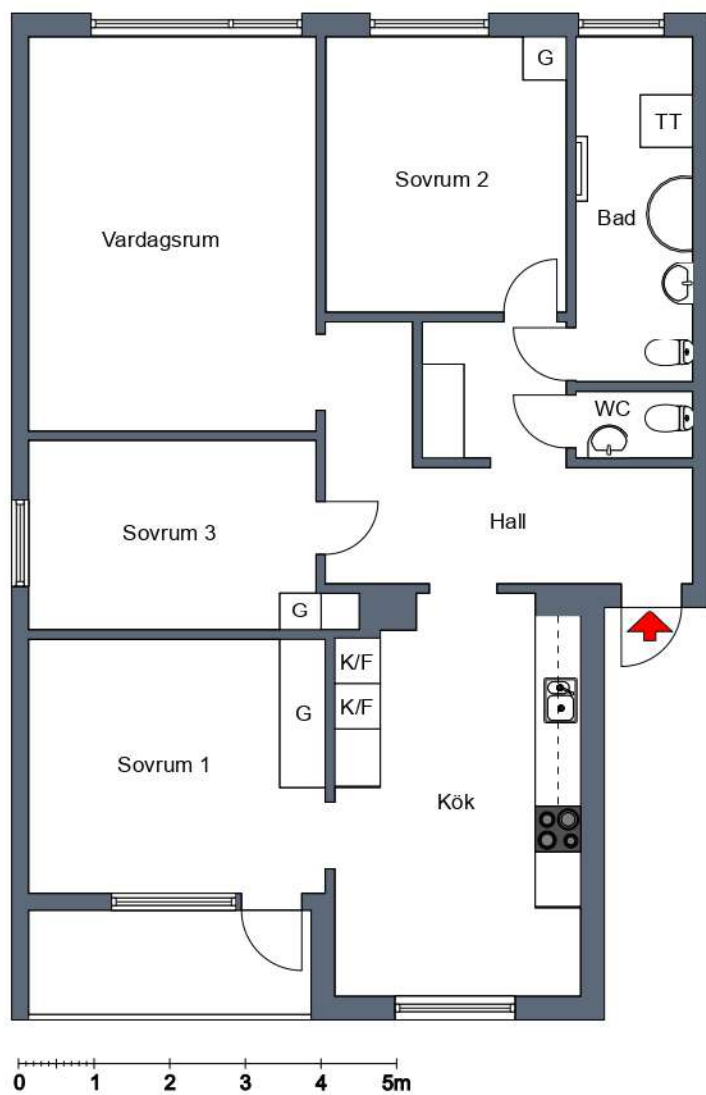 G
TT
Sovrum 2
Bad
Vardagsrum
WC
Hall
Sovrum 3
G
K/F
K/F
G
Sovrum 1
Kök
0 1 2 3 4 5m